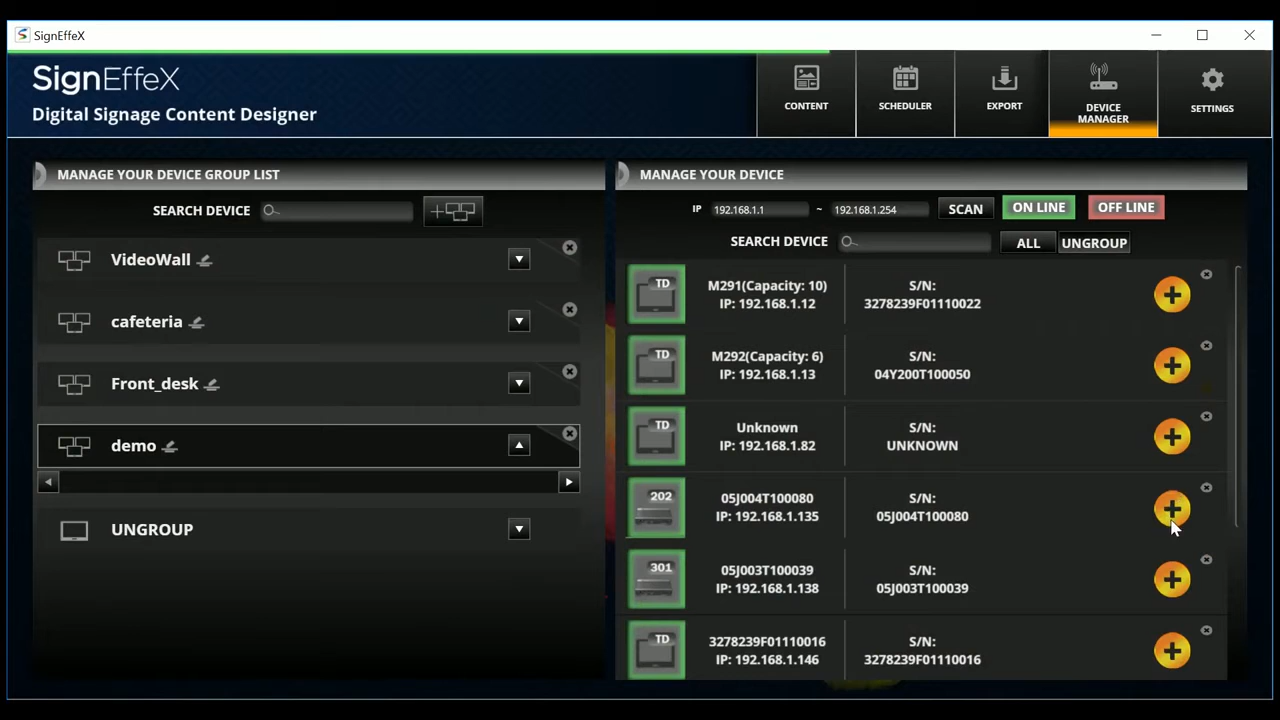 SignEffeX
SignEffeX
Digital Signage Content Designer
CONTENT
SCHEDULER
EXPORT
DEVICE
MANAGER
SETTINGS
MANAGE YOUR DEVICE GROUP LIST
SEARCH DEVICE
VideoWall
cafeteria
Front_desk
demo
UNGROUP
MANAGE YOUR DEVICE
IP 192.168.1.1 ~ 192.168.1.254 SCAN ON LINE OFF LINE
SEARCH DEVICE ALL UNGROUP
TD
M291(Capacity: 10)
IP: 192.168.1.12
S/N:
3278239F01110022
TD
M292(Capacity: 6)
IP: 192.168.1.13
S/N:
04Y200T100050
TD
Unknown
IP: 192.168.1.82
S/N:
UNKNOWN
202
05J004T100080
IP: 192.168.1.135
S/N:
05J004T100080
301
05J003T100039
IP: 192.168.1.138
S/N:
05J003T100039
TD
3278239F01110016
IP: 192.168.1.146
S/N:
3278239F01110016